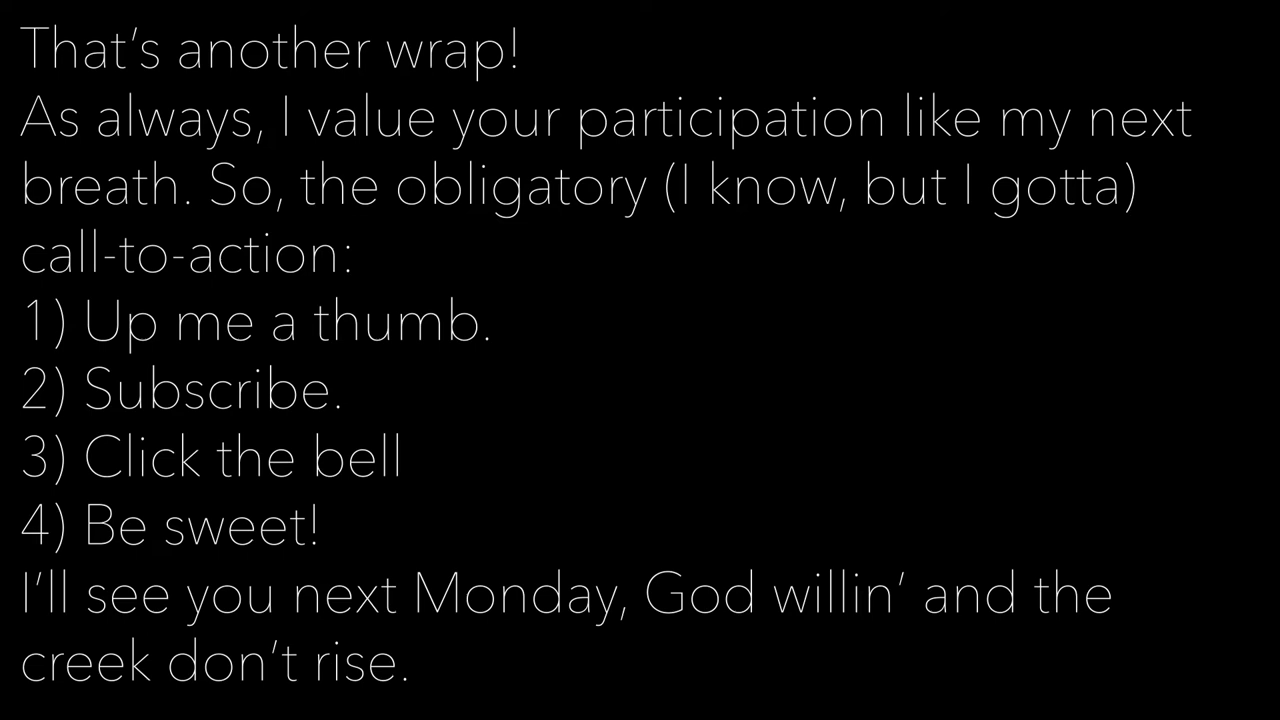 That’s another wrap!
As always, I value your participation like my next
breath. So, the obligatory (I know, but I gotta)
call-to-action:
1) Up me a thumb.
2) Subscribe.
3) Click the bell
4) Be sweet!
I’ll see you next Monday, God willin’ and the
creek don’t rise.